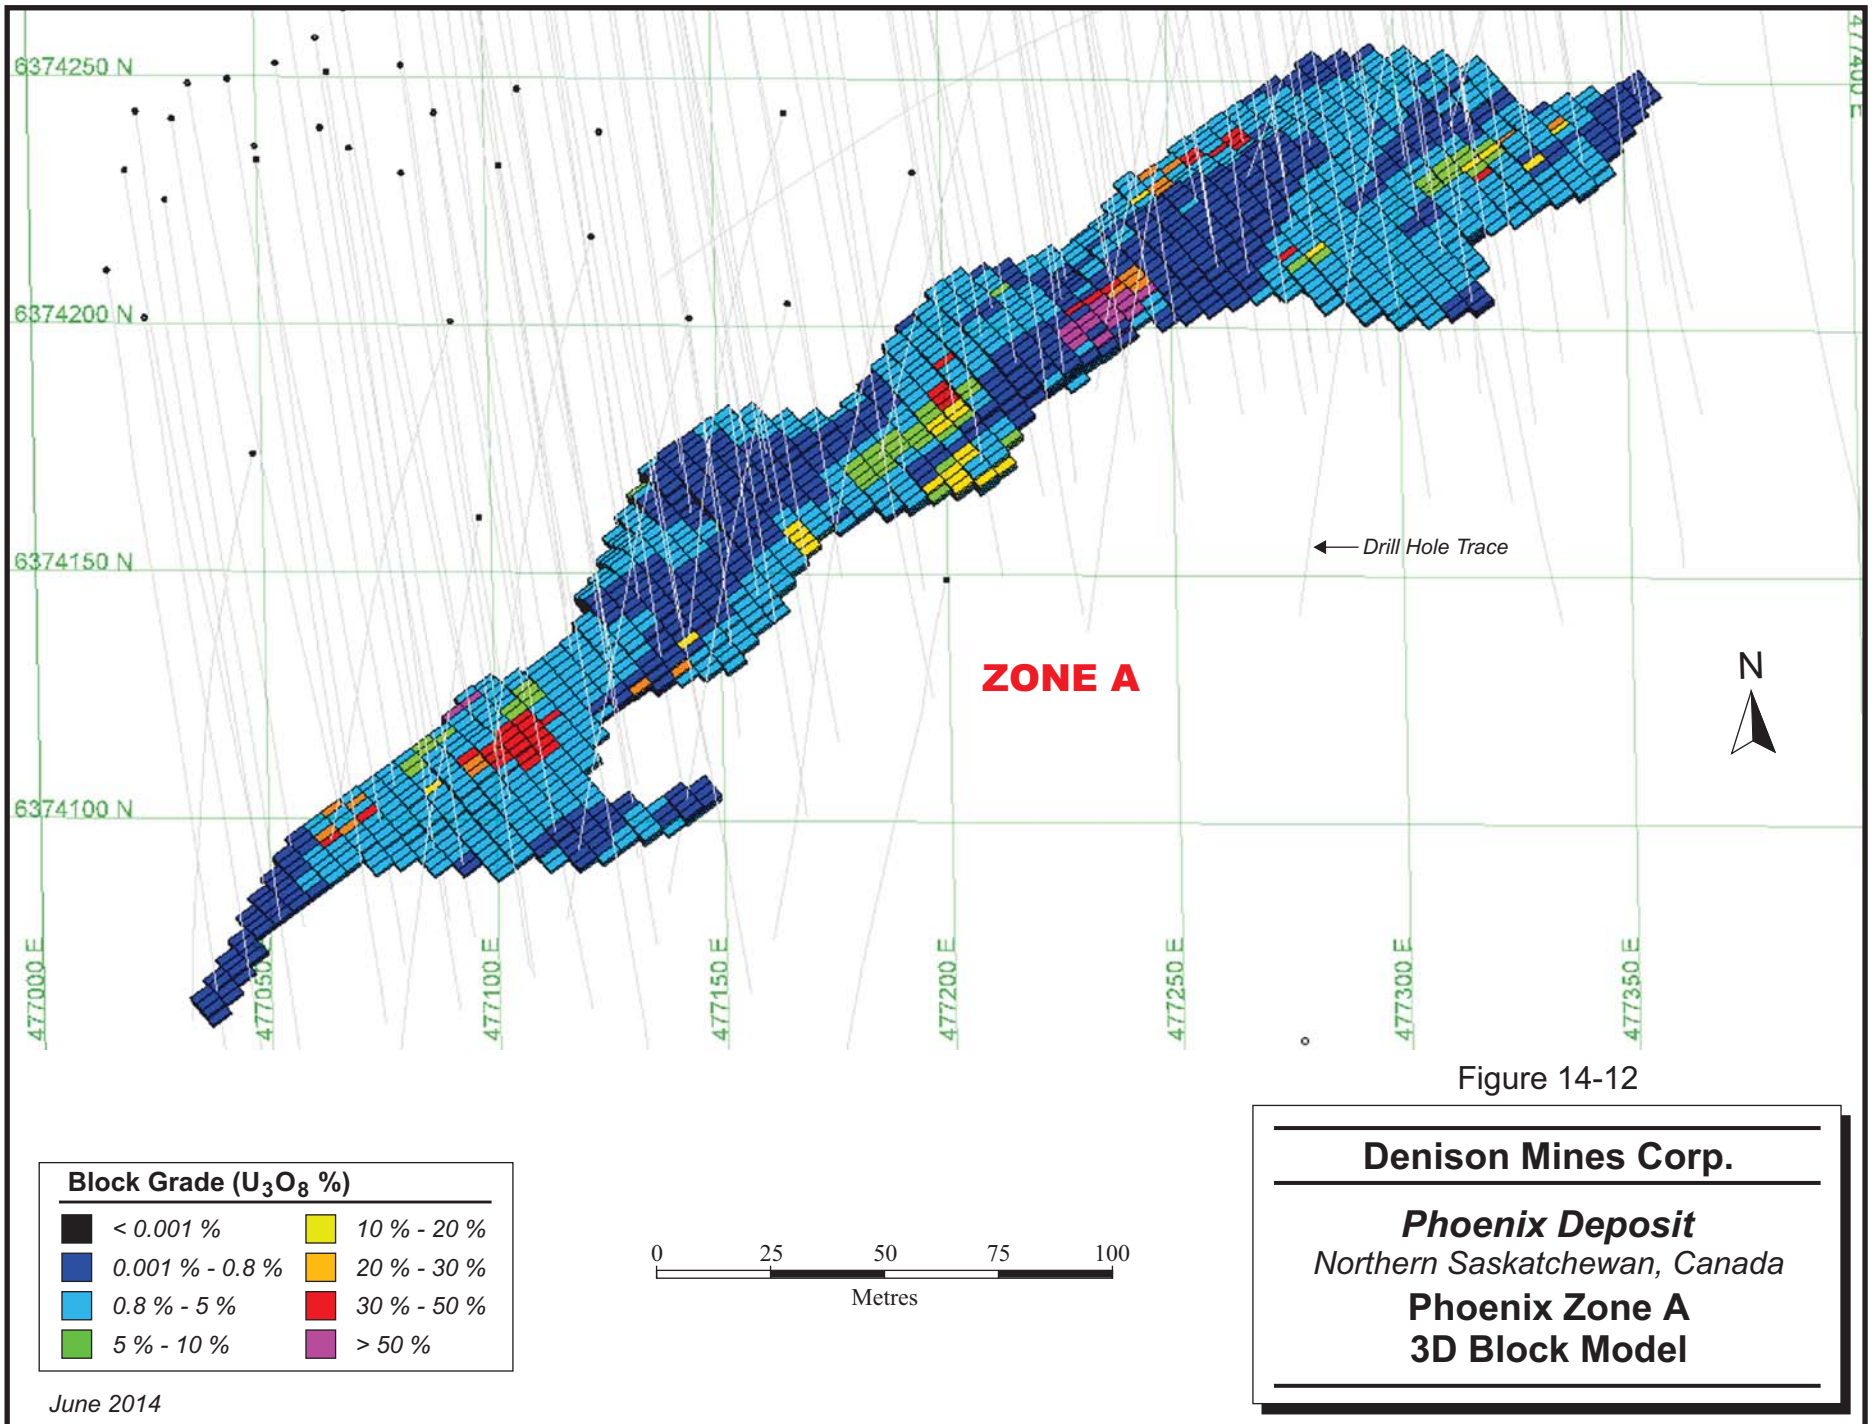 6374250 N
6374200 N
6374150 N
6374100 N
477000 E
477050 E
477100 E
477150 E
477200 E
477250 E
477300 E
477350 E
477400 E
Drill Hole Trace
ZONE A
N
Figure 14-12
Denison Mines Corp.
Phoenix Deposit
Northern Saskatchewan, Canada
Phoenix Zone A
3D Block Model
Block Grade (U₃O₈ %)
< 0.001 %
0.001 % - 0.8 %
0.8 % - 5 %
5 % - 10 %
10 % - 20 %
20 % - 30 %
30 % - 50 %
> 50 %
0 25 50 75 100
Metres
June 2014